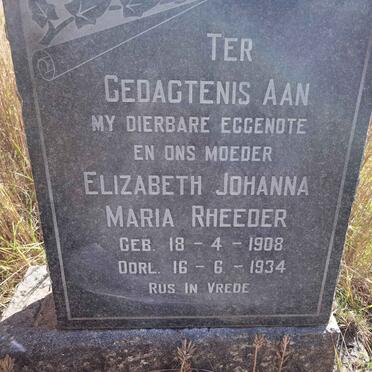 TER
GEDAGTENIS AAN
MY DIERBARE EGGENOTE
EN ONS MOEDER
ELIZABETH JOHANNA
MARIA RHEEDER
GEB. 18 - 4 - 1908
OORL. 16 - 6 - 1934
RUS IN VREDE